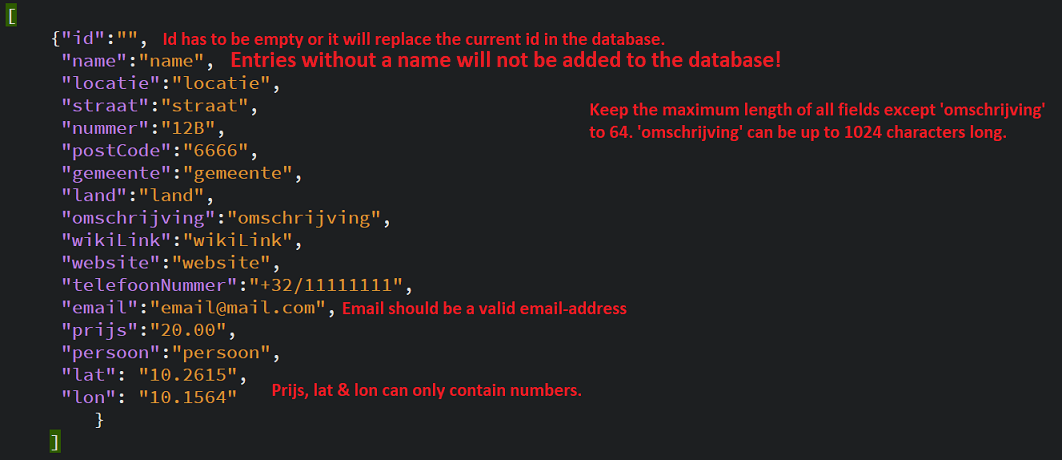 [
{"id":"", Id has to be empty or it will replace the current id in the database.
"name":"name", Entries without a name will not be added to the database!
"locatie":"locatie",
"straat":"straat", Keep the maximum length of all fields except 'omschrijving'
"nummer":"12B", to 64. 'omschrijving' can be up to 1024 characters long.
"postCode":"6666",
"gemeente":"gemeente",
"land":"land",
"omschrijving":"omschrijving",
"wikiLink":"wikiLink",
"website":"website",
"telefoonNummer":"+32/11111111",
"email":"email@mail.com", Email should be a valid email-address
"prijs":"20.00",
"persoon":"persoon",
"lat": "10.2615",
"lon": "10.1564" Prijs, lat & lon can only contain numbers.
}
]